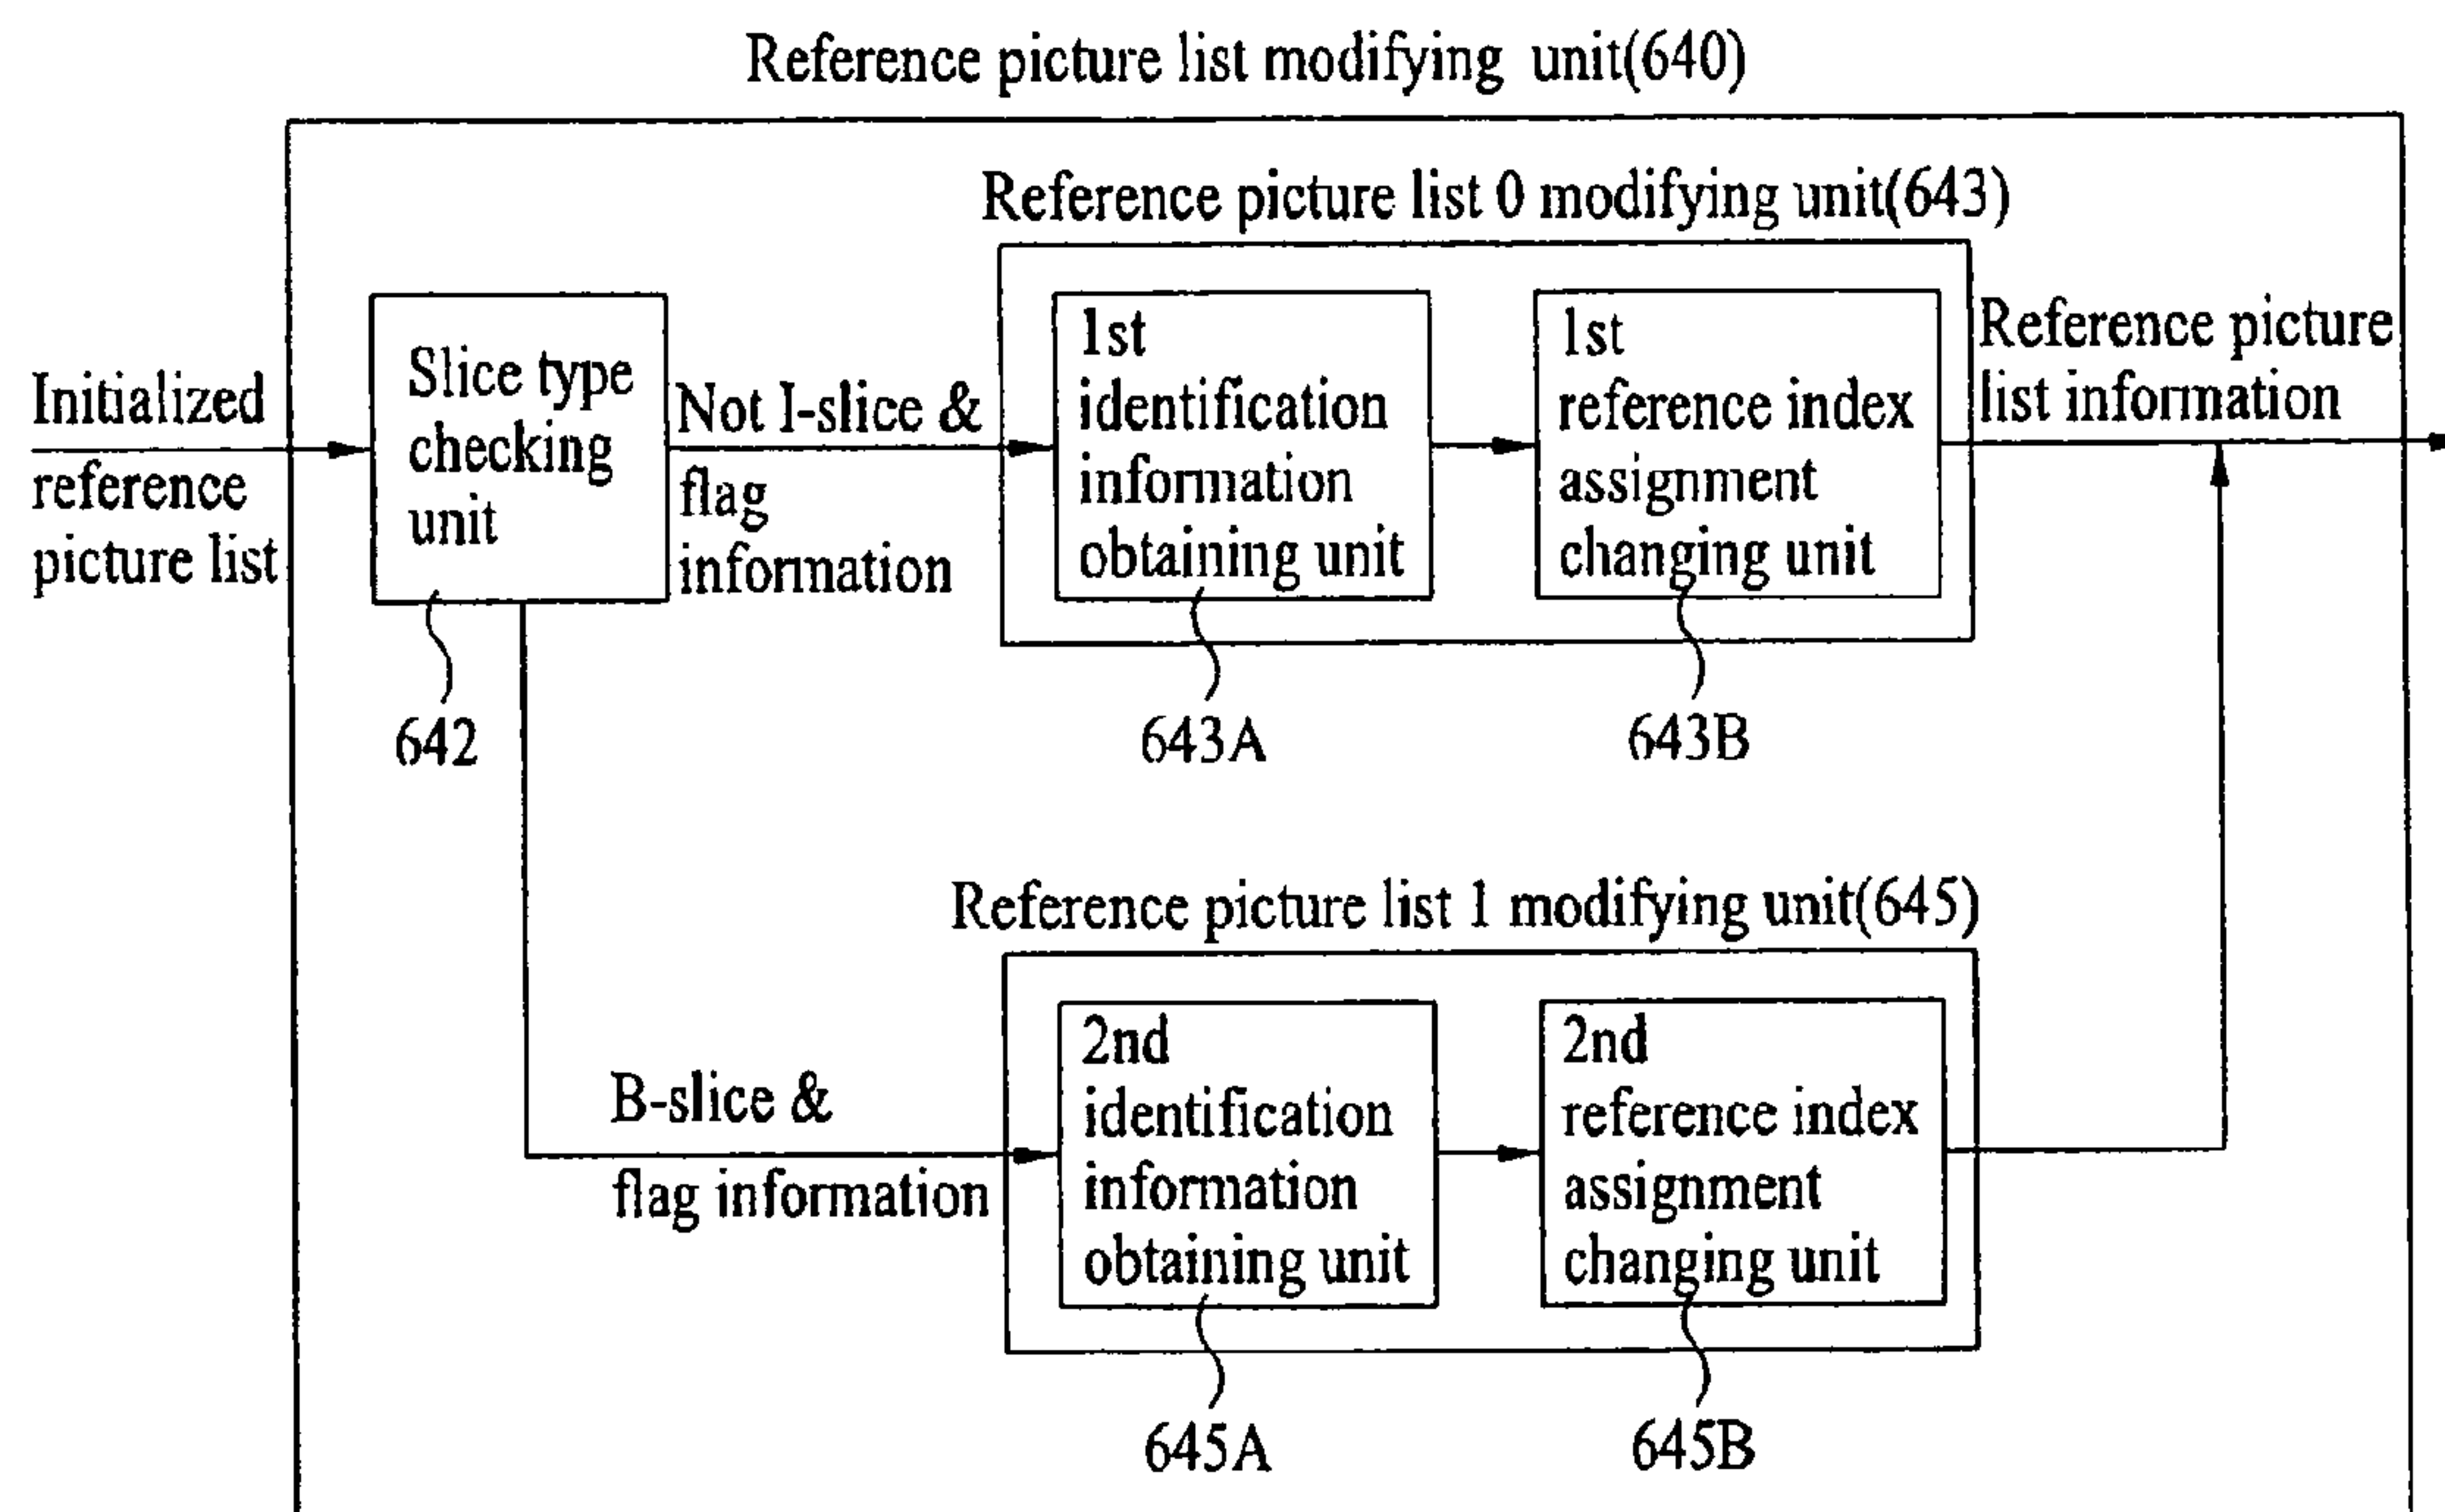 Reference picture list modifying unit(640)
Reference picture list 0 modifying unit(643)
Initialized
reference
picture list
Slice type
checking
unit
642
Not I-slice &
flag
information
1st
identification
information
obtaining unit
643A
1st
reference index
assignment
changing unit
643B
Reference picture
list information
Reference picture list 1 modifying unit(645)
B-slice &
flag information
2nd
identification
information
obtaining unit
645A
2nd
reference index
assignment
changing unit
645B